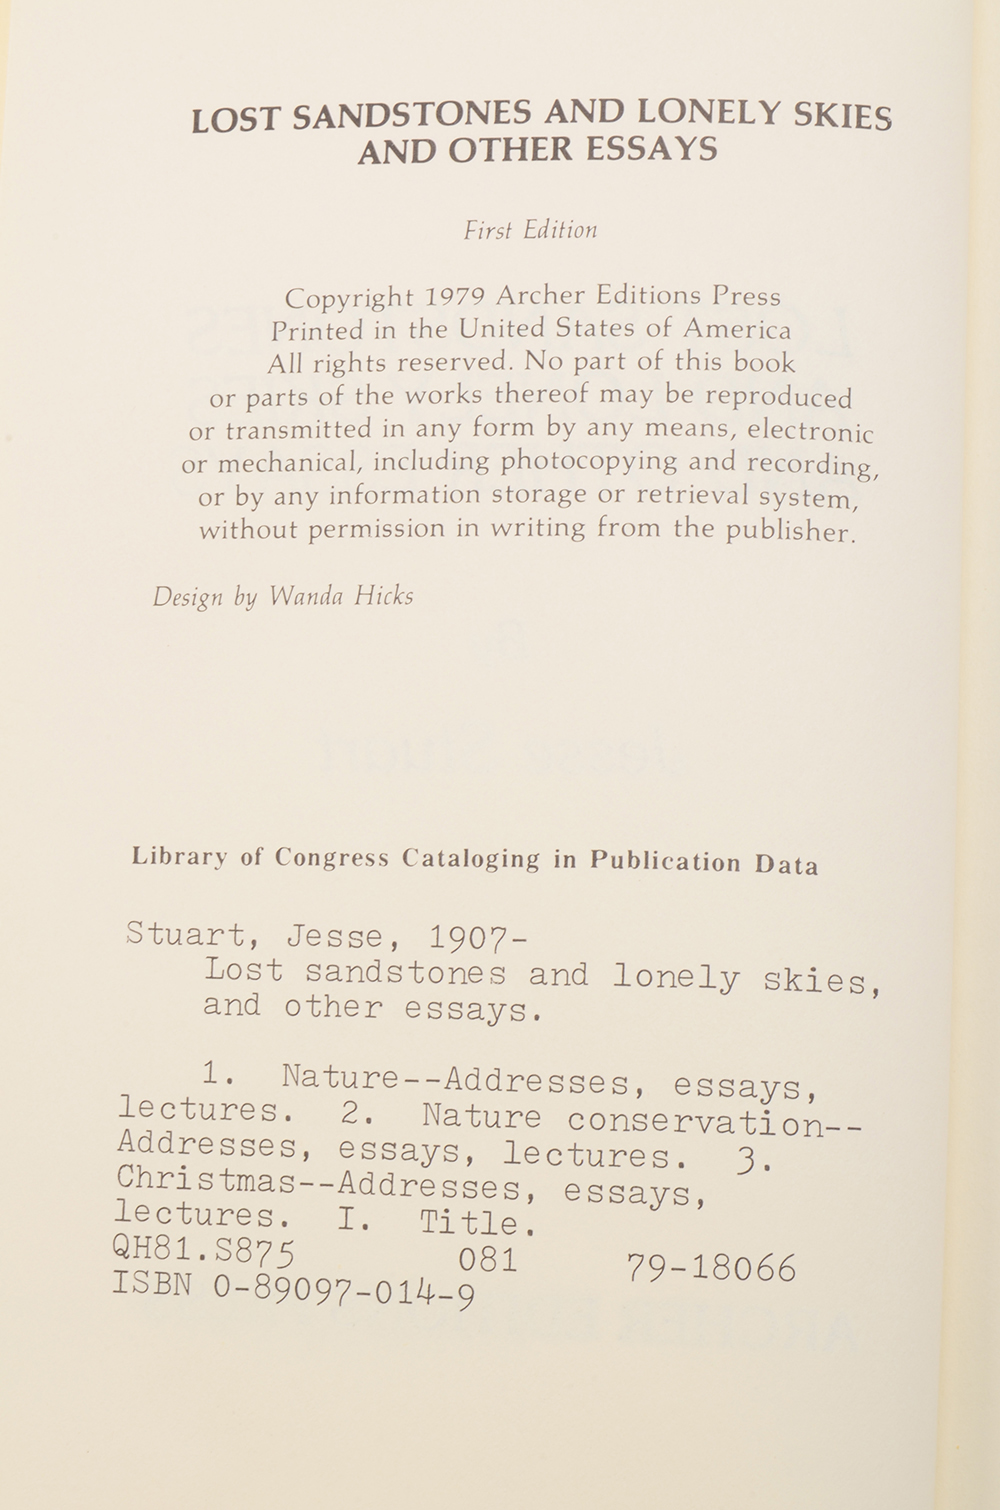 LOST SANDSTONES AND LONELY SKIES
AND OTHER ESSAYS
First Edition
Copyright 1979 Archer Editions Press
Printed in the United States of America
All rights reserved. No part of this book
or parts of the works thereof may be reproduced
or transmitted in any form by any means, electronic
or mechanical, including photocopying and recording,
or by any information storage or retrieval system,
without permission in writing from the publisher.
Design by Wanda Hicks
Library of Congress Cataloging in Publication Data
Stuart, Jesse, 1907-
Lost sandstones and lonely skies,
and other essays.
1. Nature--Addresses, essays,
lectures. 2. Nature conservation--
Addresses, essays, lectures. 3.
Christmas--Addresses, essays,
lectures. I. Title.
QH81.S875 081 79-18066
ISBN 0-89097-014-9